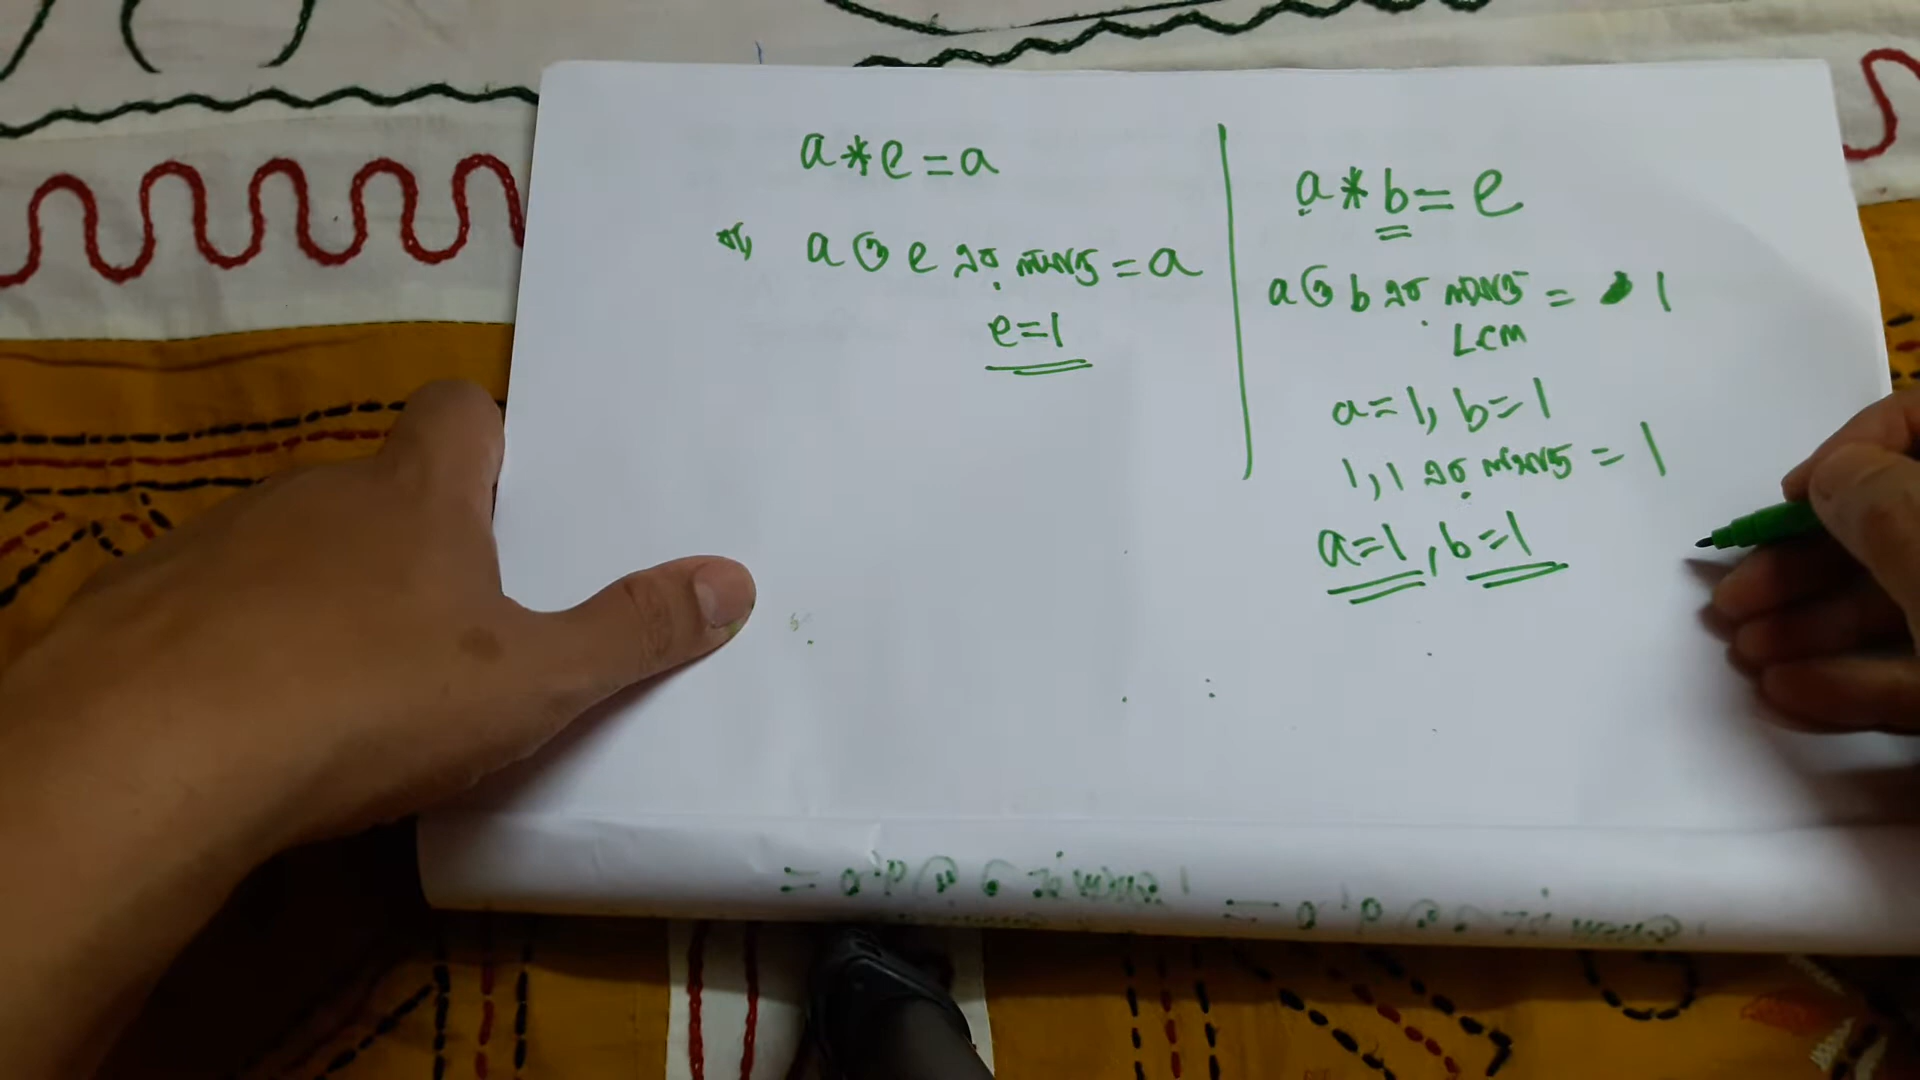 a*e=a
বা, a ও e এর লসাগু = a
e=1
a*b=e
a ও b এর লসাগু = 1
LCM
a=1, b=1
1,1 এর লসাগু = 1
a=1, b=1